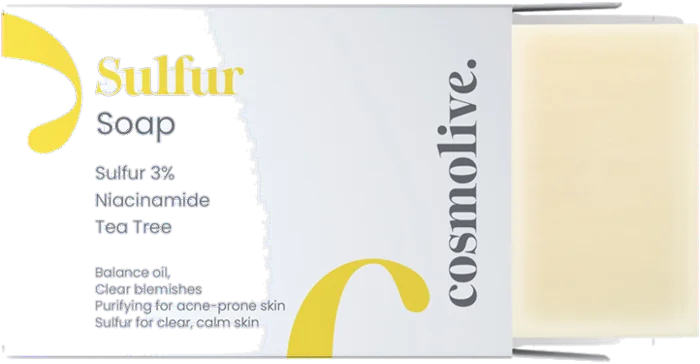 Sulfur
Soap
Sulfur 3%
Niacinamide
Tea Tree
Balance oil,
Clear blemishes
Purifying for acne-prone skin
Sulfur for clear, calm skin
cosmolive.